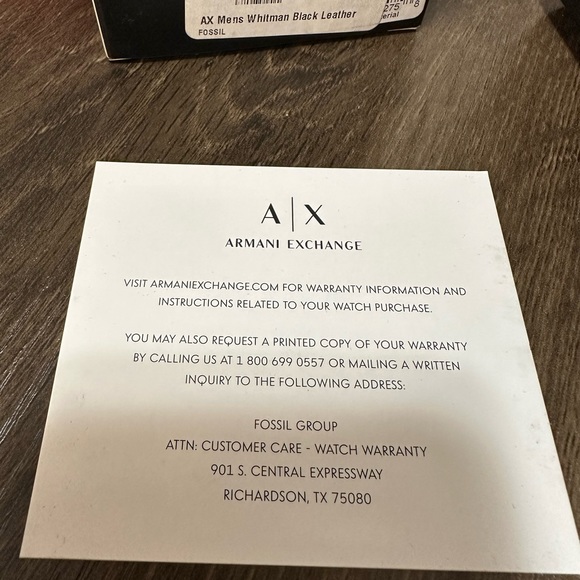 AX Mens Whitman Black Leather
FOSSIL
275
erial
A|X
ARMANI EXCHANGE
VISIT ARMANIEXCHANGE.COM FOR WARRANTY INFORMATION AND
INSTRUCTIONS RELATED TO YOUR WATCH PURCHASE.
YOU MAY ALSO REQUEST A PRINTED COPY OF YOUR WARRANTY
BY CALLING US AT 1 800 699 0557 OR MAILING A WRITTEN
INQUIRY TO THE FOLLOWING ADDRESS:
FOSSIL GROUP
ATTN: CUSTOMER CARE - WATCH WARRANTY
901 S. CENTRAL EXPRESSWAY
RICHARDSON, TX 75080